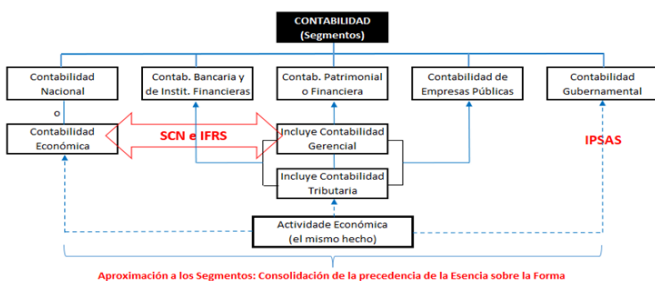 CONTABILIDAD
(Segmentos)
Contabilidad
Nacional
Contab. Bancaria y
de Instit. Financieras
Contab. Patrimonial
o Financiera
Contabilidad de
Empresas Públicas
Contabilidad
Gubernamental
o
Contabilidad
Económica
SCN e IFRS
Incluye Contabilidad
Gerencial
IPSAS
Incluye Contabilidad
Tributaria
Actividade Económica
(el mismo hecho)
Aproximación a los Segmentos: Consolidación de la precedencia de la Esencia sobre la Forma